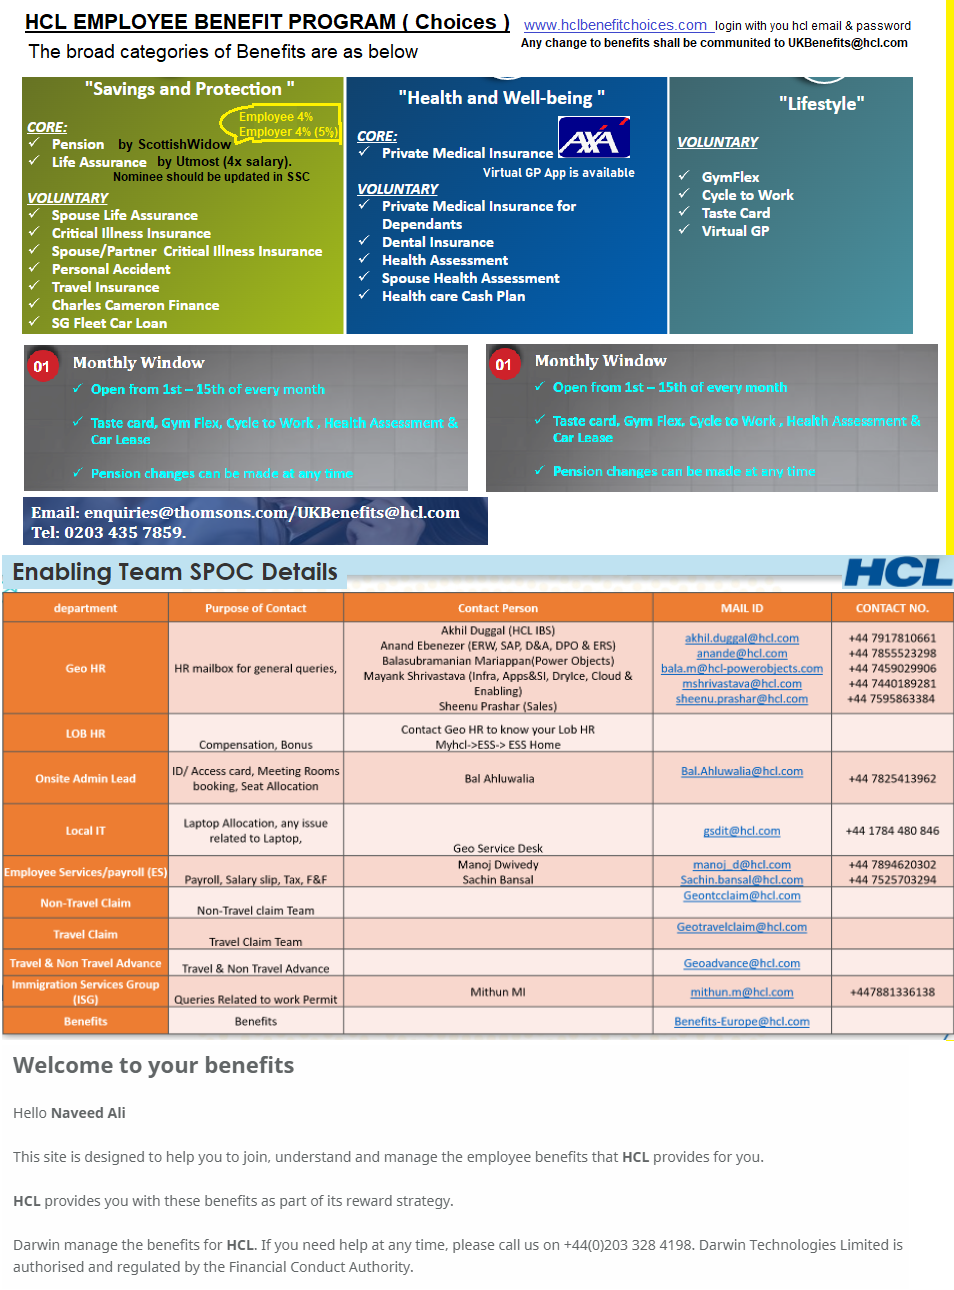 HCL EMPLOYEE BENEFIT PROGRAM ( Choices ) www.hclbenefitchoices.com login with you hcl email & password
The broad categories of Benefits are as below
Any change to benefits shall be communited to UKBenefits@hcl.com
"Savings and Protection "
Employee 4%
Employer 4% (5%)
CORE:
✓ Pension by ScottishWidow
✓ Life Assurance by Utmost (4x salary).
Nominee should be updated in SSC
VOLUNTARY
✓ Spouse Life Assurance
✓ Critical Illness Insurance
✓ Spouse/Partner Critical Illness Insurance
✓ Personal Accident
✓ Travel Insurance
✓ Charles Cameron Finance
✓ SG Fleet Car Loan
"Health and Well-being "
AXA
CORE:
✓ Private Medical Insurance
Virtual GP App is available
VOLUNTARY
✓ Private Medical Insurance for
Dependants
✓ Dental Insurance
✓ Health Assessment
✓ Spouse Health Assessment
✓ Health care Cash Plan
"Lifestyle"
VOLUNTARY
✓ GymFlex
✓ Cycle to Work
✓ Taste Card
✓ Virtual GP
01 Monthly Window
✓ Open from 1st – 15th of every month
✓ Taste card, Gym Flex, Cycle to Work , Health Assessment &
Car Lease
✓ Pension changes can be made at any time
01 Monthly Window
✓ Open from 1st – 15th of every month
✓ Taste card, Gym Flex, Cycle to Work , Health Assessment &
Car Lease
✓ Pension changes can be made at any time
Email: enquiries@thomsons.com/UKBenefits@hcl.com
Tel: 0203 435 7859.
Enabling Team SPOC Details
HCL
department Purpose of Contact Contact Person MAIL ID CONTACT NO.
Geo HR
HR mailbox for general queries,
Akhil Duggal (HCL IBS)
Anand Ebenezer (ERW, SAP, D&A, DPO & ERS)
Balasubramanian Mariappan(Power Objects)
Mayank Shrivastava (Infra, Apps&SI, DryIce, Cloud &
Enabling)
Sheenu Prashar (Sales)
akhil.duggal@hcl.com
anande@hcl.com
bala.m@hcl-powerobjects.com
mshrivastava@hcl.com
sheenu.prashar@hcl.com
+44 7917810661
+44 7855523298
+44 7459029906
+44 7440189281
+44 7595863384
LOB HR
Compensation, Bonus
Contact Geo HR to know your Lob HR
Myhcl->ESS-> ESS Home
Onsite Admin Lead
ID/ Access card, Meeting Rooms
booking, Seat Allocation
Bal Ahluwalia
Bal.Ahluwalia@hcl.com
+44 7825413962
Local IT
Laptop Allocation, any issue
related to Laptop,
Geo Service Desk
gsdit@hcl.com
+44 1784 480 846
Employee Services/payroll (ES)
Payroll, Salary slip, Tax, F&F
Manoj Dwivedy
Sachin Bansal
manoj_d@hcl.com
Sachin.bansal@hcl.com
+44 7894620302
+44 7525703294
Non-Travel Claim
Non-Travel claim Team
Geontcclaim@hcl.com
Travel Claim
Travel Claim Team
Geotravelclaim@hcl.com
Travel & Non Travel Advance
Travel & Non Travel Advance
Geoadvance@hcl.com
Immigration Services Group
(ISG)
Queries Related to work Permit
Mithun MI
mithun.m@hcl.com
+447881336138
Benefits
Benefits
Benefits-Europe@hcl.com
Welcome to your benefits
Hello Naveed Ali
This site is designed to help you to join, understand and manage the employee benefits that HCL provides for you.
HCL provides you with these benefits as part of its reward strategy.
Darwin manage the benefits for HCL. If you need help at any time, please call us on +44(0)203 328 4198. Darwin Technologies Limited is
authorised and regulated by the Financial Conduct Authority.